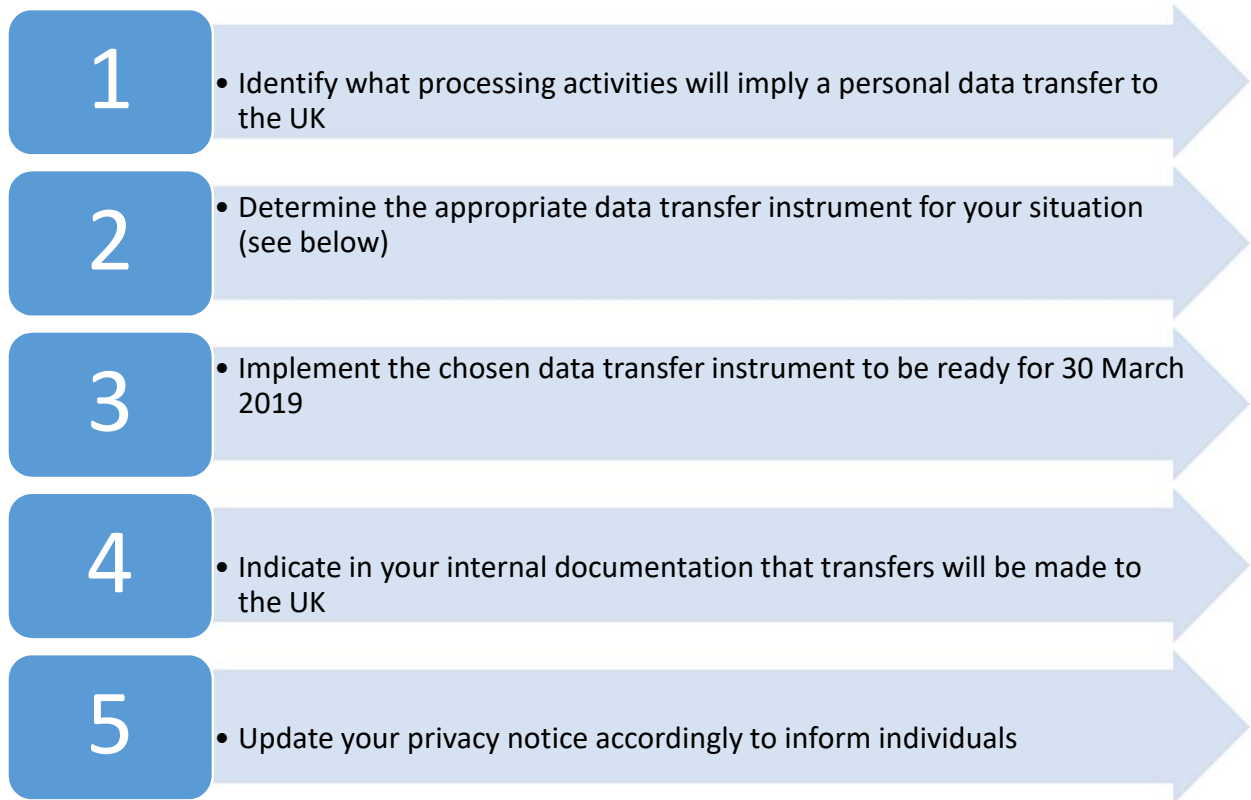 1
• Identify what processing activities will imply a personal data transfer to
the UK
2
• Determine the appropriate data transfer instrument for your situation
(see below)
3
• Implement the chosen data transfer instrument to be ready for 30 March
2019
4
• Indicate in your internal documentation that transfers will be made to
the UK
5
• Update your privacy notice accordingly to inform individuals